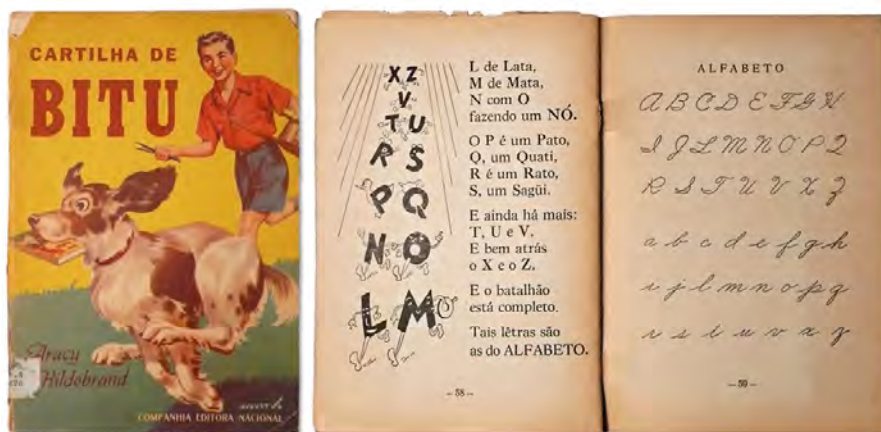 CARTILHA DE
BITU
Aracy
Hildebrand
COMPANHIA EDITORA NACIONAL
X Z
V
T U
R S
P Q
N O
L M
L de Lata,
M de Mata,
N com O
fazendo um NÓ.
O P é um Pato,
Q, um Quati,
R é um Rato,
S, um Sagüi.
E ainda há mais:
T, U e V.
E bem atrás
o X e o Z.
E o batalhão
está completo.
Tais lêtras são
as do ALFABETO.
– 58 –
ALFABETO
A B C D E F G H
I J L M N O P Q
R S T U V X Z
a b c d e f g h
i j l m n o p q
r s t u v x z
– 59 –